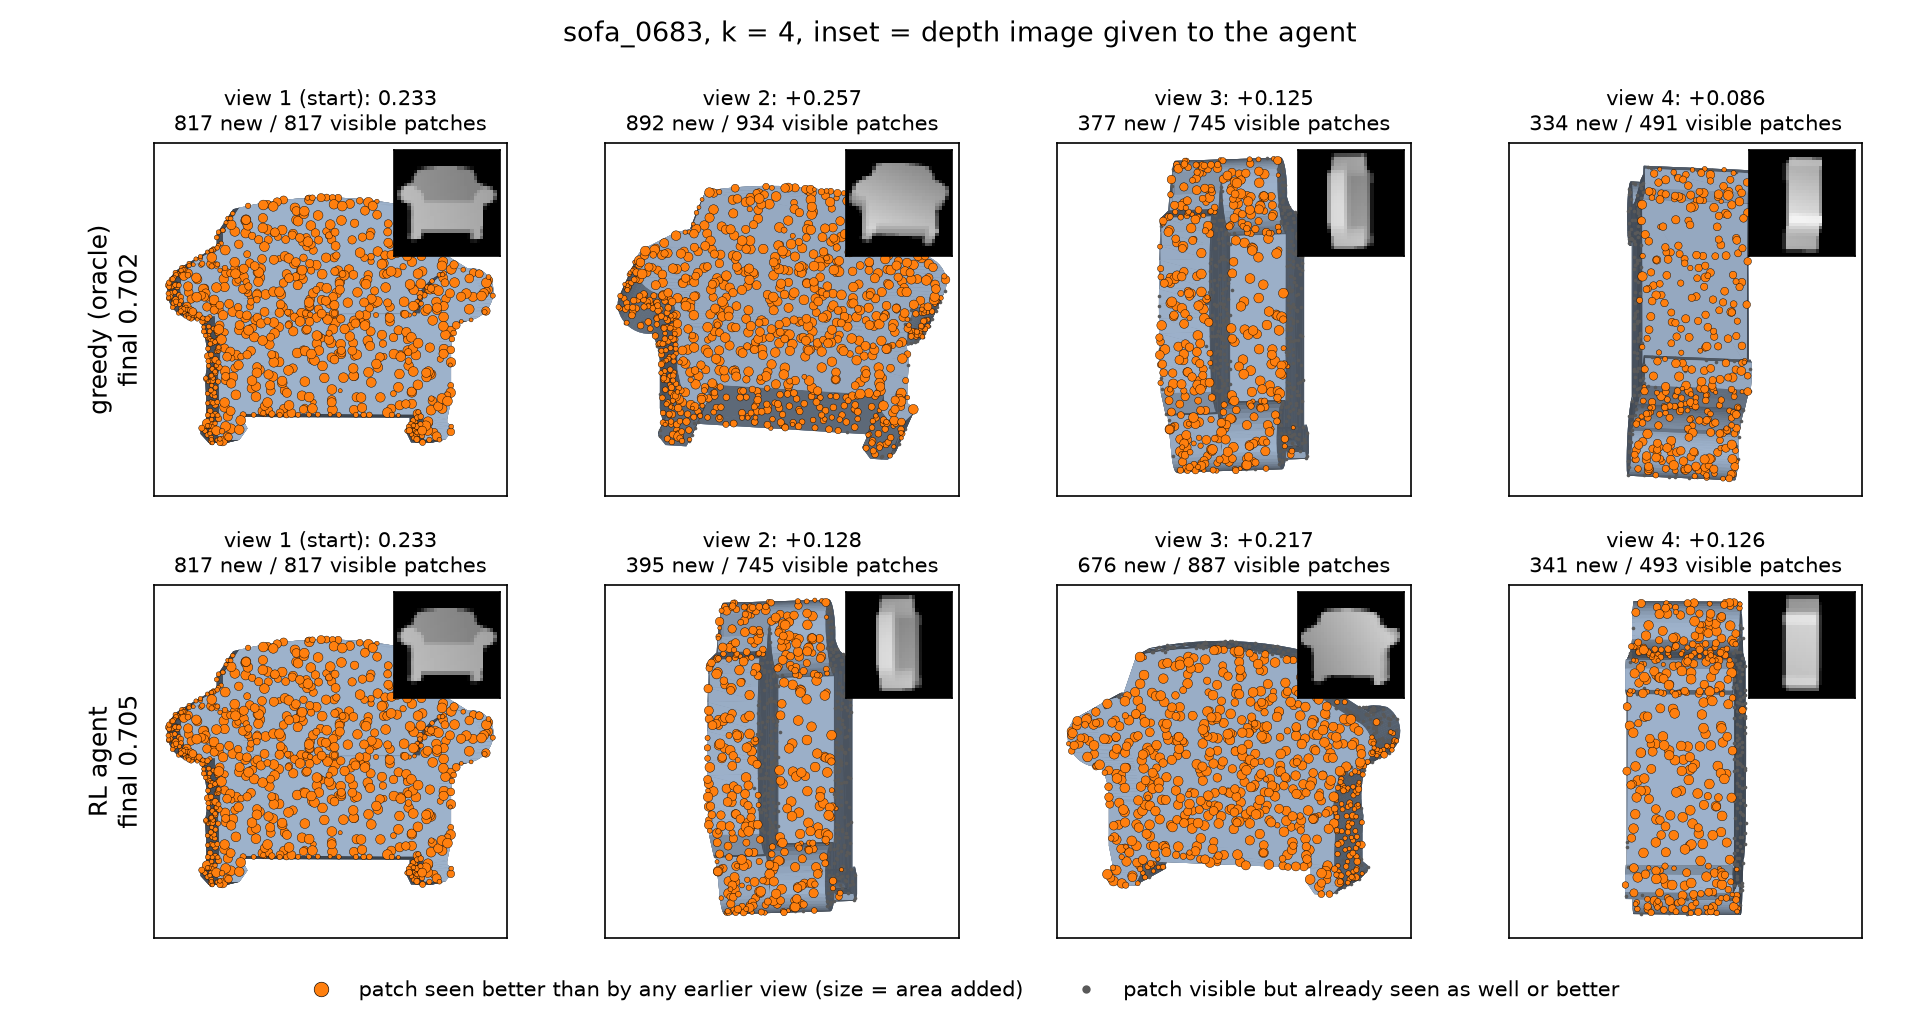 sofa_0683, k = 4, inset = depth image given to the agent
greedy (oracle)
final 0.702
view 1 (start): 0.233
817 new / 817 visible patches
view 2: +0.257
892 new / 934 visible patches
view 3: +0.125
377 new / 745 visible patches
view 4: +0.086
334 new / 491 visible patches
RL agent
final 0.705
view 1 (start): 0.233
817 new / 817 visible patches
view 2: +0.128
395 new / 745 visible patches
view 3: +0.217
676 new / 887 visible patches
view 4: +0.126
341 new / 493 visible patches
patch seen better than by any earlier view (size = area added)
patch visible but already seen as well or better